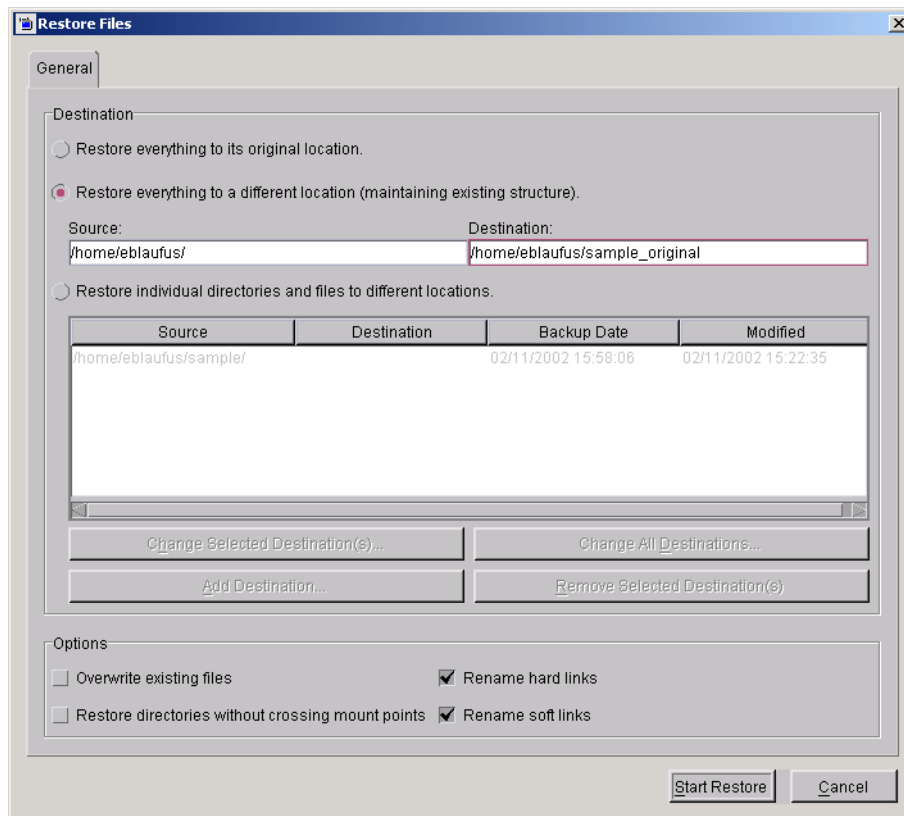 Restore Files
General
Destination
Restore everything to its original location.
Restore everything to a different location (maintaining existing structure).
Source: Destination:
/home/eblaufus/ /home/eblaufus/sample_original
Restore individual directories and files to different locations.
Source Destination Backup Date Modified
/home/eblaufus/sample/ 02/11/2002 15:58:06 02/11/2002 15:22:35
Change Selected Destination(s)... Change All Destinations...
Add Destination... Remove Selected Destination(s)
Options
Overwrite existing files Rename hard links
Restore directories without crossing mount points Rename soft links
Start Restore Cancel